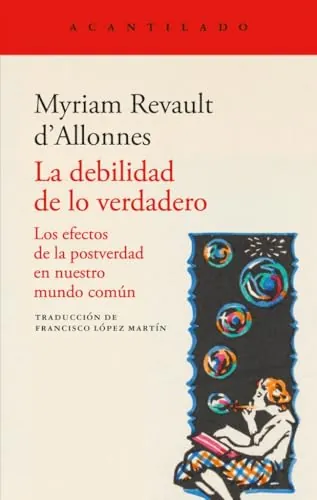 ACANTILADO
Myriam Revault
d’Allonnes
La debilidad
de lo verdadero
Los efectos
de la postverdad
en nuestro
mundo común
TRADUCCIÓN DE
FRANCISCO LÓPEZ MARTÍN